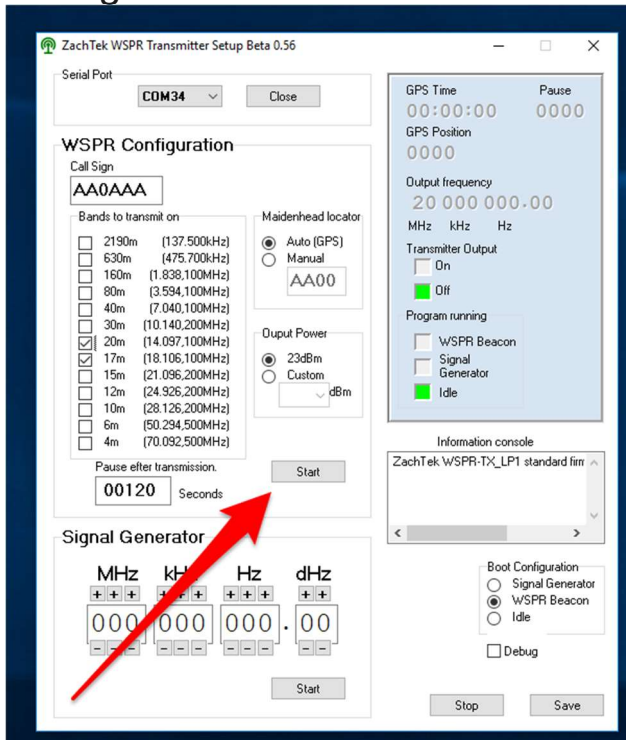 ZachTek WSPR Transmitter Setup Beta 0.56
Serial Port
COM34
Close
WSPR Configuration
Call Sign
AA0AAA
Bands to transmit on
2190m (137.500kHz)
630m (475.700kHz)
160m (1.838,100MHz)
80m (3.594,100MHz)
40m (7.040,100MHz)
30m (10.140,200MHz)
20m (14.097,100MHz)
17m (18.106,100MHz)
15m (21.096,200MHz)
12m (24.926,200MHz)
10m (28.126,200MHz)
6m (50.294,500MHz)
4m (70.092,500MHz)
Maidenhead locator
Auto (GPS)
Manual
AA00
Ouput Power
23dBm
Custom
dBm
Pause efter transmission.
00120 Seconds
Start
Signal Generator
MHz kHz Hz dHz
+ + + + + + + + + + +
000 000 000 . 00
- - - - - - - - - - -
Start
GPS Time Pause
00:00:00 0000
GPS Position
0000
Output frequency
20 000 000.00
MHz kHz Hz
Transmitter Output
On
Off
Program running
WSPR Beacon
Signal
Generator
Idle
Information console
ZachTek WSPR-TX_LP1 standard firm
Boot Configuration
Signal Generator
WSPR Beacon
Idle
Debug
Stop Save